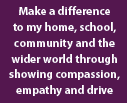 Make a difference
to my home, school,
community and the
wider world through
showing compassion,
empathy and drive